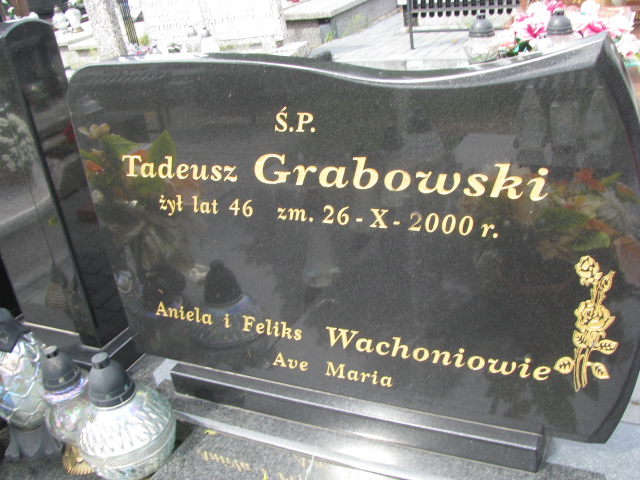 Ś.P.
Tadeusz Grabowski
żył lat 46 zm. 26-X-2000 r.
Aniela i Feliks Wachoniowie
Ave Maria